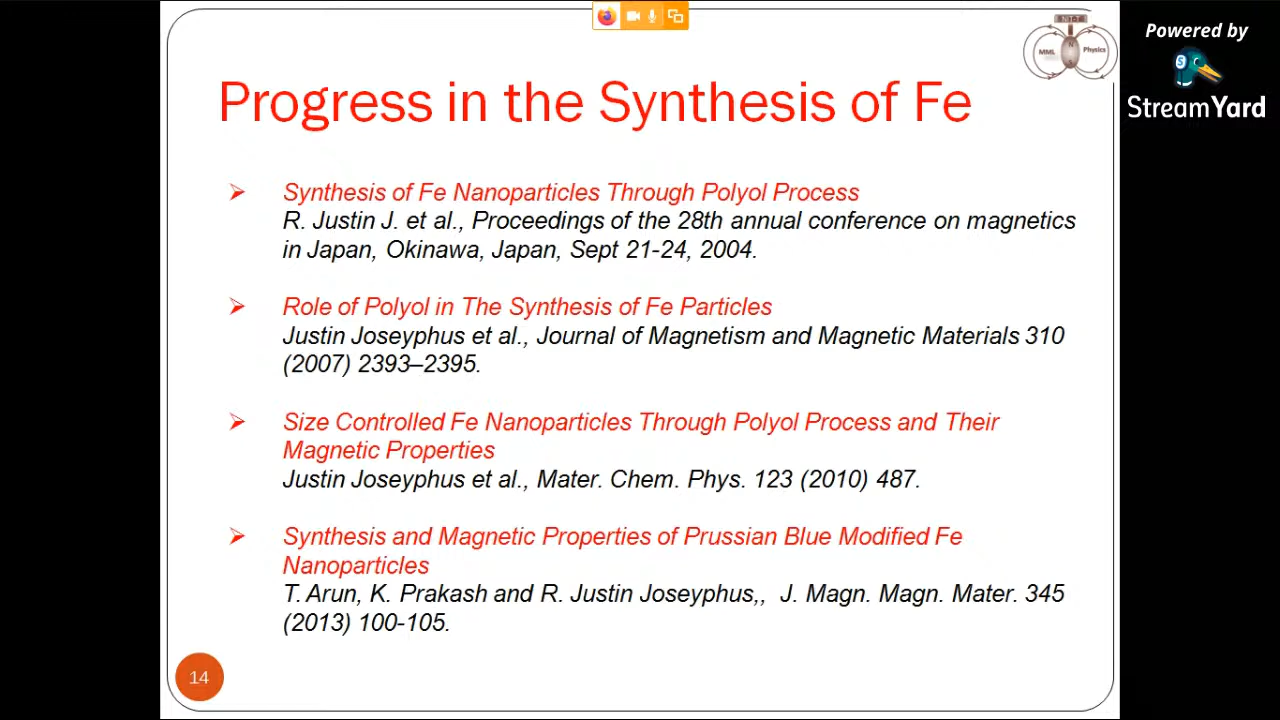 Powered by
StreamYard
NIT-T
MML
N
Physics
Progress in the Synthesis of Fe
Synthesis of Fe Nanoparticles Through Polyol Process
R. Justin J. et al., Proceedings of the 28th annual conference on magnetics
in Japan, Okinawa, Japan, Sept 21-24, 2004.
Role of Polyol in The Synthesis of Fe Particles
Justin Joseyphus et al., Journal of Magnetism and Magnetic Materials 310
(2007) 2393–2395.
Size Controlled Fe Nanoparticles Through Polyol Process and Their
Magnetic Properties
Justin Joseyphus et al., Mater. Chem. Phys. 123 (2010) 487.
Synthesis and Magnetic Properties of Prussian Blue Modified Fe
Nanoparticles
T. Arun, K. Prakash and R. Justin Joseyphus,, J. Magn. Magn. Mater. 345
(2013) 100-105.
14